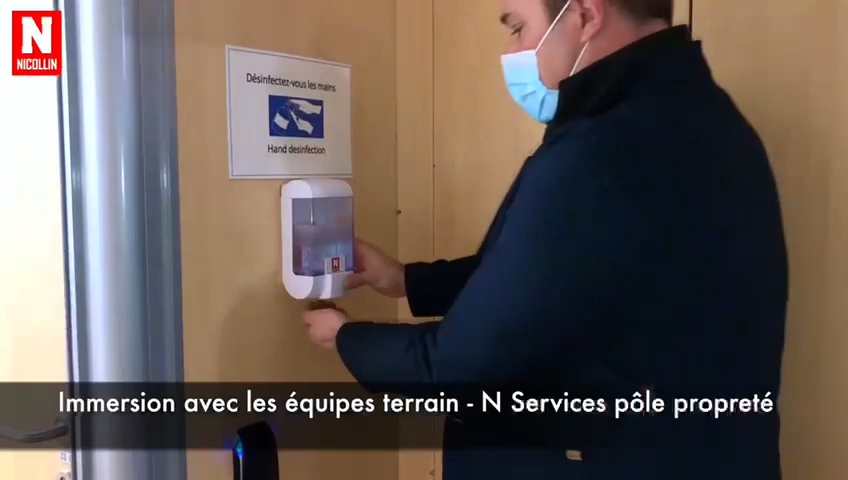 N
NICOLLIN
Désinfectez-vous les mains
Hand desinfection
N
Immersion avec les équipes terrain - N Services pôle propreté